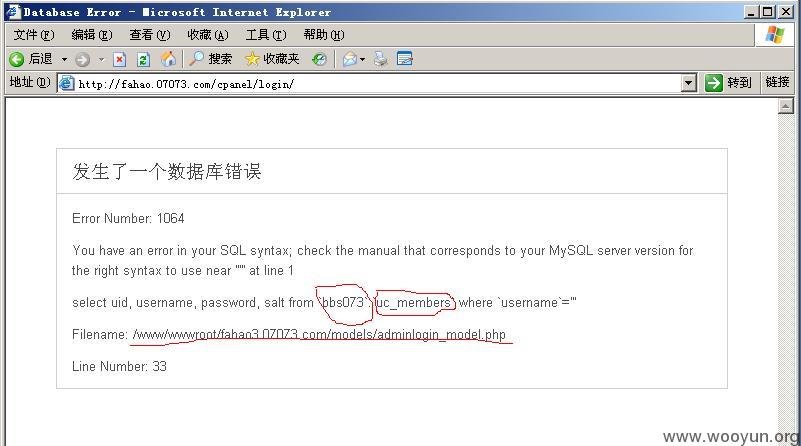 Database Error - Microsoft Internet Explorer
文件(F) 编辑(E) 查看(V) 收藏(A) 工具(T) 帮助(H)
后退 搜索 收藏夹
地址(D) http://fahao.07073.com/cpanel/login/ 转到 链接
发生了一个数据库错误
Error Number: 1064
You have an error in your SQL syntax; check the manual that corresponds to your MySQL server version for
the right syntax to use near ''''' at line 1
select uid, username, password, salt from `bbs073`.`uc_members` where `username`='''
Filename: /www/wwwroot/fahao3.07073.com/models/adminlogin_model.php
Line Number: 33
www.wooyun.org